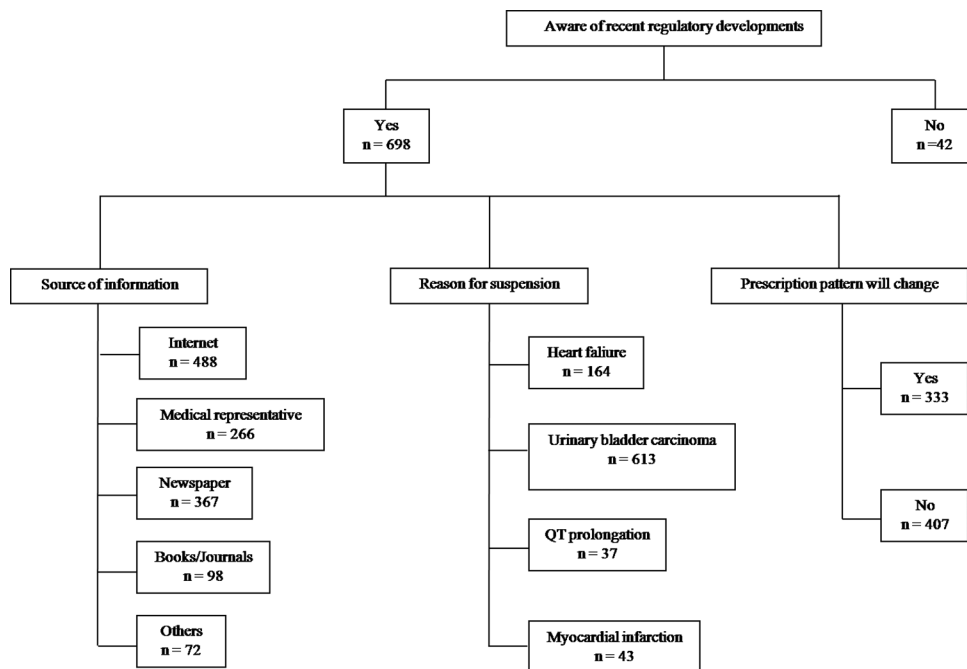 Aware of recent regulatory developments
Yes
n = 698
No
n =42
Source of information
Reason for suspension
Prescription pattern will change
Internet
n = 488
Medical representative
n = 266
Newspaper
n = 367
Books/Journals
n = 98
Others
n = 72
Heart faliure
n = 164
Urinary bladder carcinoma
n = 613
QT prolongation
n = 37
Myocardial infarction
n = 43
Yes
n = 333
No
n = 407